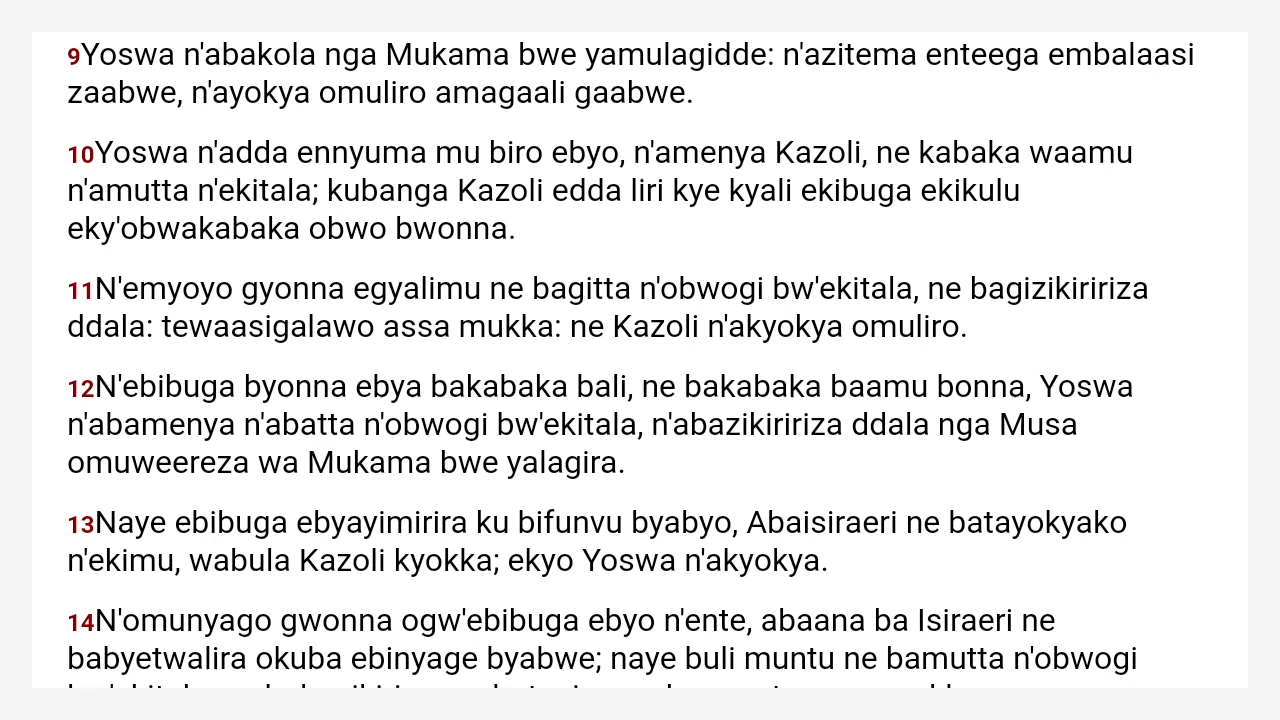 9Yoswa n'abakola nga Mukama bwe yamulagidde: n'azitema enteega embalaasi
zaabwe, n'ayokya omuliro amagaali gaabwe.
10Yoswa n'adda ennyuma mu biro ebyo, n'amenya Kazoli, ne kabaka waamu
n'amutta n'ekitala; kubanga Kazoli edda liri kye kyali ekibuga ekikulu
eky'obwakabaka obwo bwonna.
11N'emyoyo gyonna egyalimu ne bagitta n'obwogi bw'ekitala, ne bagizikiririza
ddala: tewaasigalawo assa mukka: ne Kazoli n'akyokya omuliro.
12N'ebibuga byonna ebya bakabaka bali, ne bakabaka baamu bonna, Yoswa
n'abamenya n'abatta n'obwogi bw'ekitala, n'abazikiririza ddala nga Musa
omuweereza wa Mukama bwe yalagira.
13Naye ebibuga ebyayimirira ku bifunvu byabyo, Abaisiraeri ne batayokyako
n'ekimu, wabula Kazoli kyokka; ekyo Yoswa n'akyokya.
14N'omunyago gwonna ogw'ebibuga ebyo n'ente, abaana ba Isiraeri ne
babyetwalira okuba ebinyage byabwe; naye buli muntu ne bamutta n'obwogi